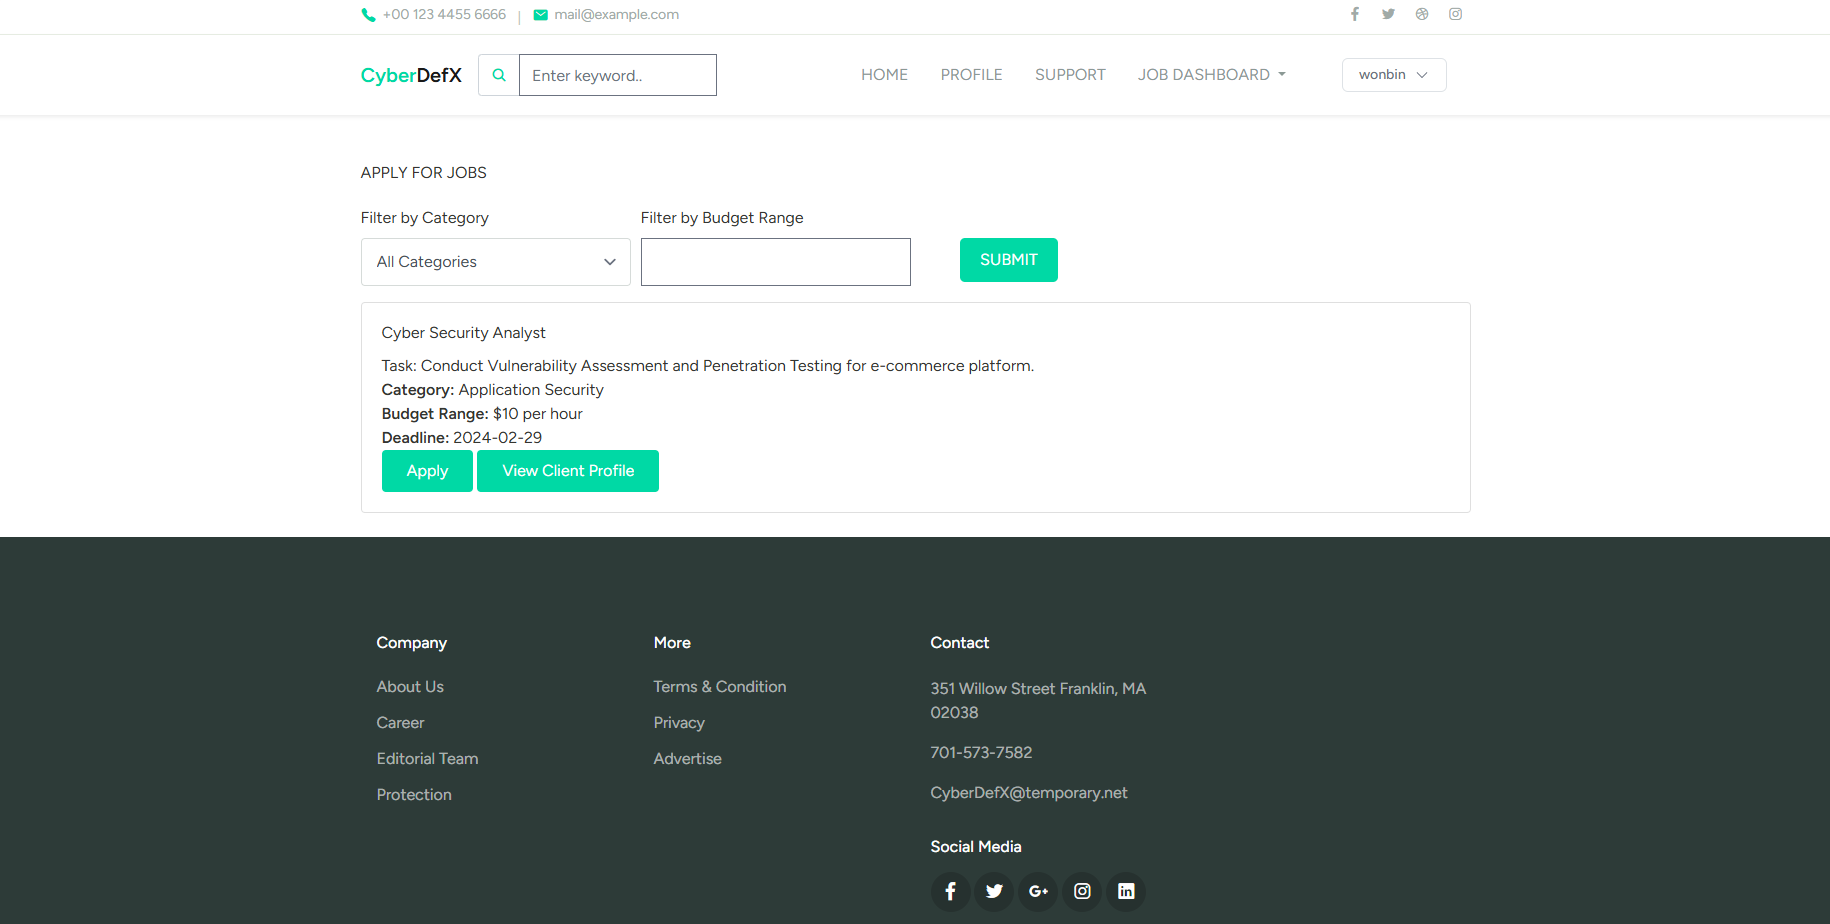 +00 123 4455 6666 | mail@example.com
CyberDefX Enter keyword.. HOME PROFILE SUPPORT JOB DASHBOARD wonbin
APPLY FOR JOBS
Filter by Category Filter by Budget Range
All Categories SUBMIT
Cyber Security Analyst
Task: Conduct Vulnerability Assessment and Penetration Testing for e-commerce platform.
Category: Application Security
Budget Range: $10 per hour
Deadline: 2024-02-29
Apply View Client Profile
Company More Contact
About Us Terms & Condition 351 Willow Street Franklin, MA
02038
Career Privacy
Editorial Team Advertise 701-573-7582
Protection CyberDefX@temporary.net
Social Media